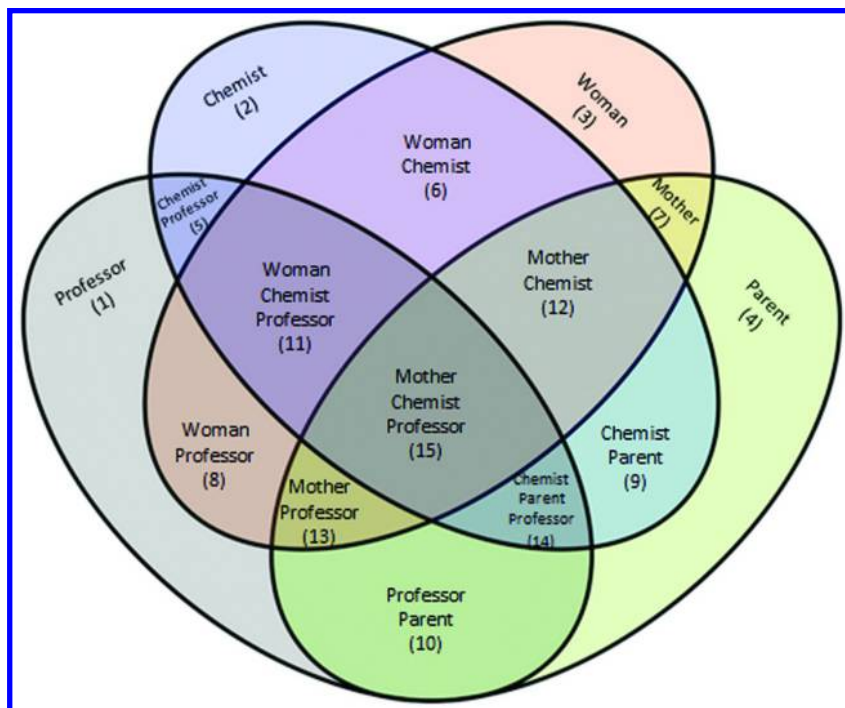 Chemist
(2)
Woman
(3)
Woman
Chemist
(6)
Chemist
Professor
(5)
Mother
(7)
Professor
(1)
Woman
Chemist
Professor
(11)
Mother
Chemist
(12)
Parent
(4)
Mother
Chemist
Professor
(15)
Woman
Professor
(8)
Chemist
Parent
(9)
Mother
Professor
(13)
Chemist
Parent
Professor
(14)
Professor
Parent
(10)